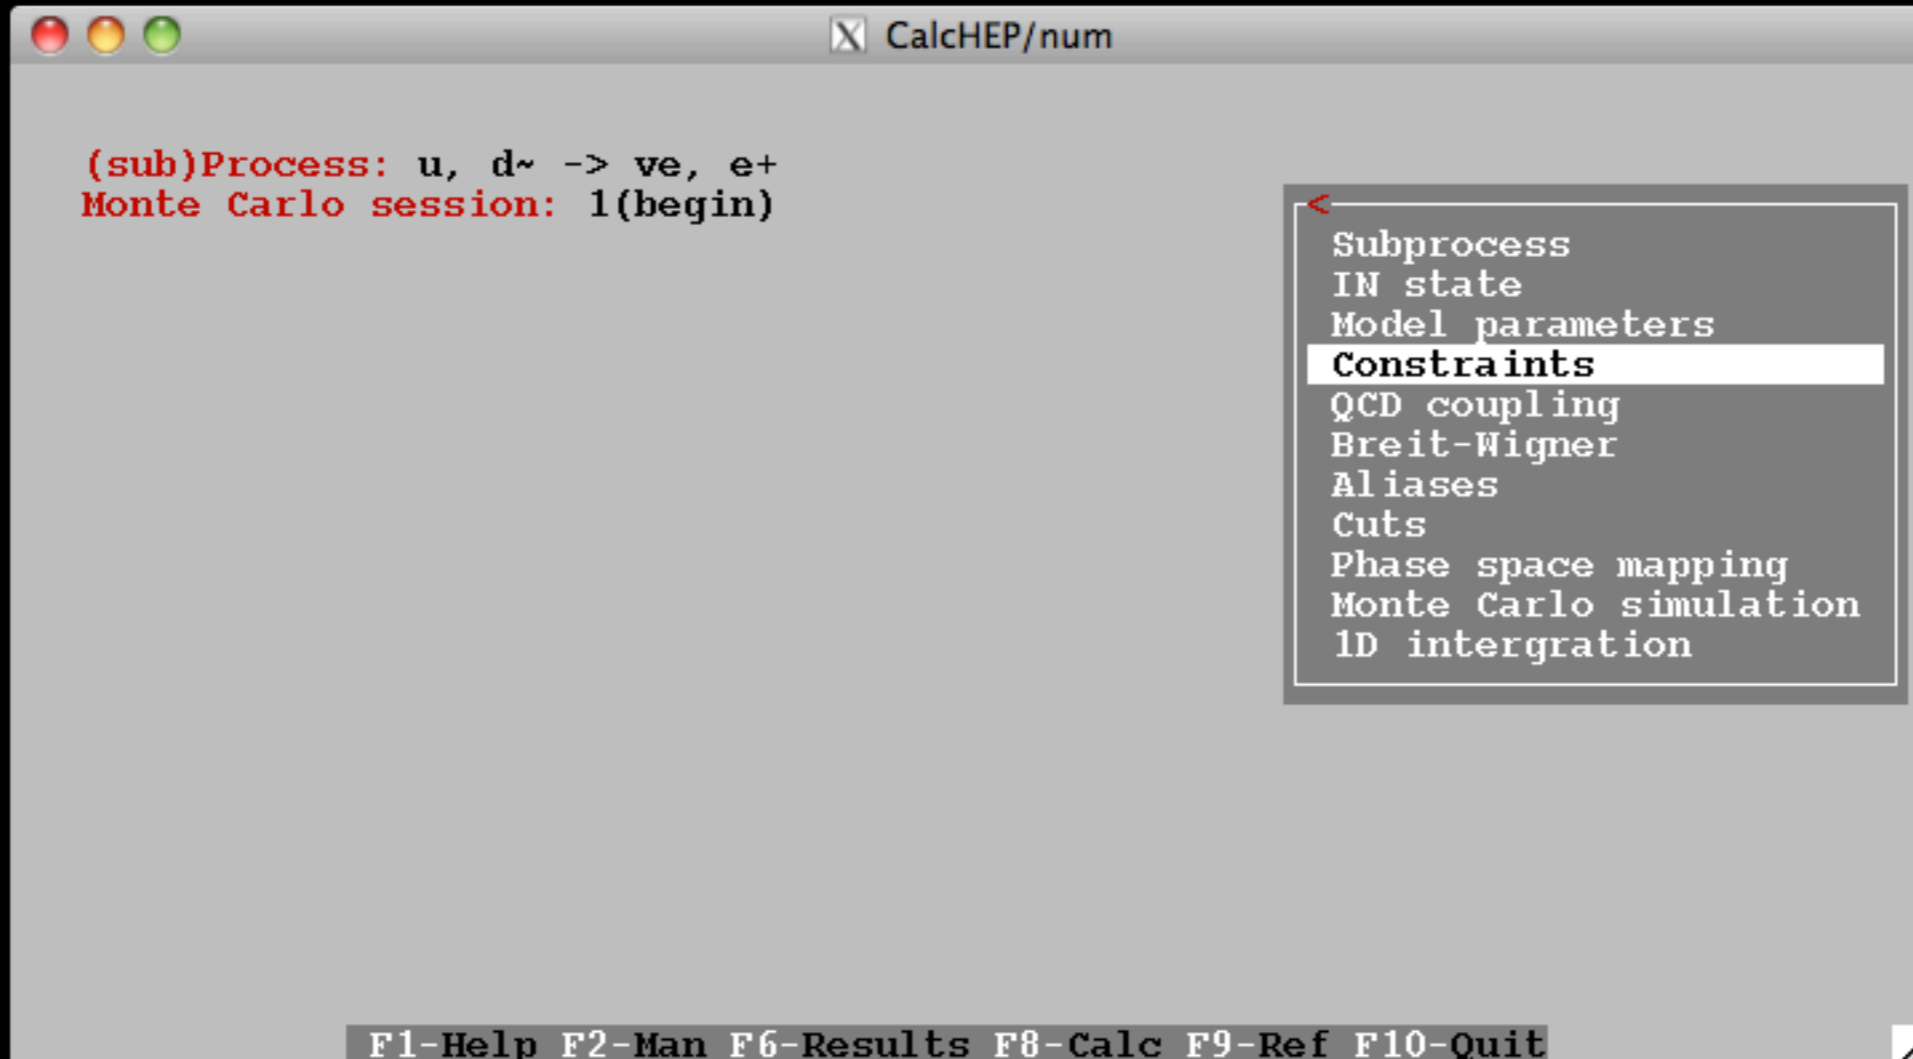 CalcHEP/num
(sub)Process: u, d~ -> ve, e+
Monte Carlo session: 1(begin)
<
Subprocess
IN state
Model parameters
Constraints
QCD coupling
Breit-Wigner
Aliases
Cuts
Phase space mapping
Monte Carlo simulation
1D intergration
F1-Help F2-Man F6-Results F8-Calc F9-Ref F10-Quit